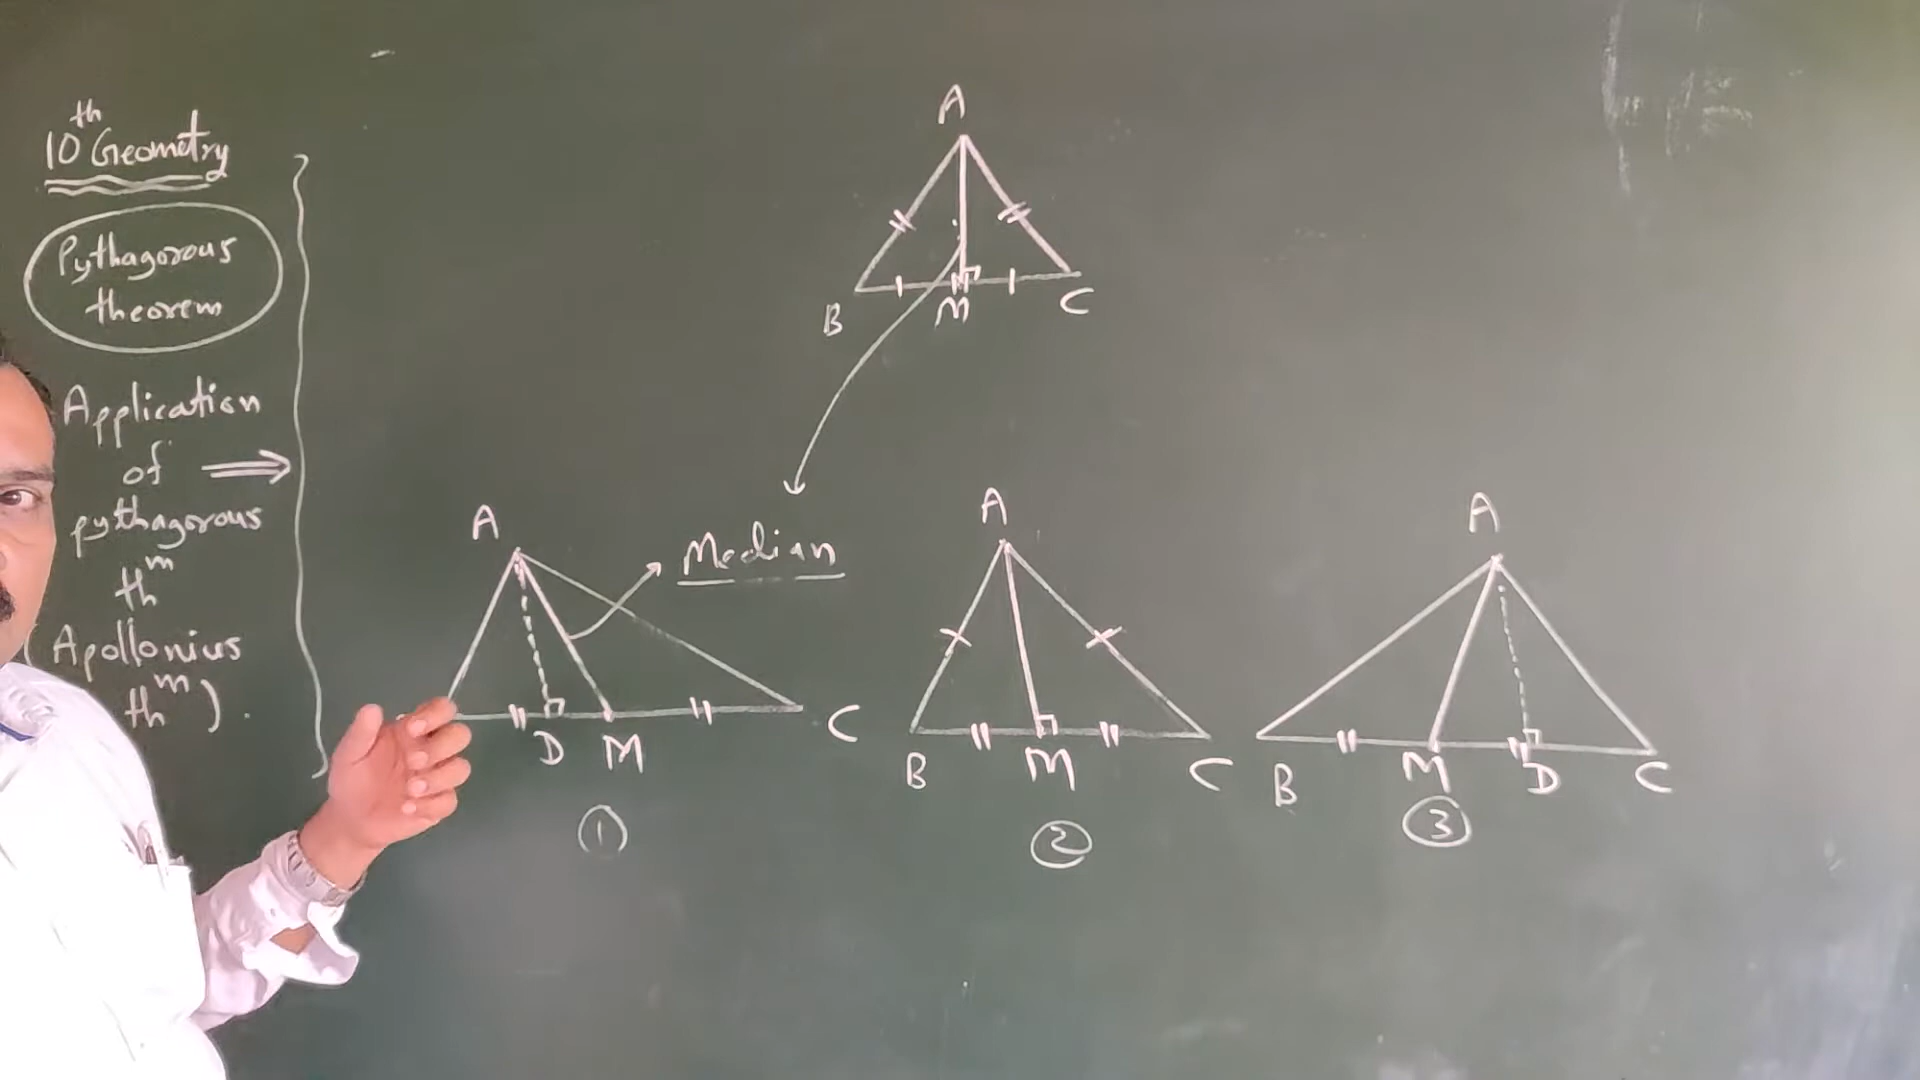 10th Geometry
Pythagorous
theorem
Application
of ⟹
pythagorous
thm
Apollonius
thm).
A
B M C
A
Median
D M C
①
A
B M C
②
A
B M D C
③